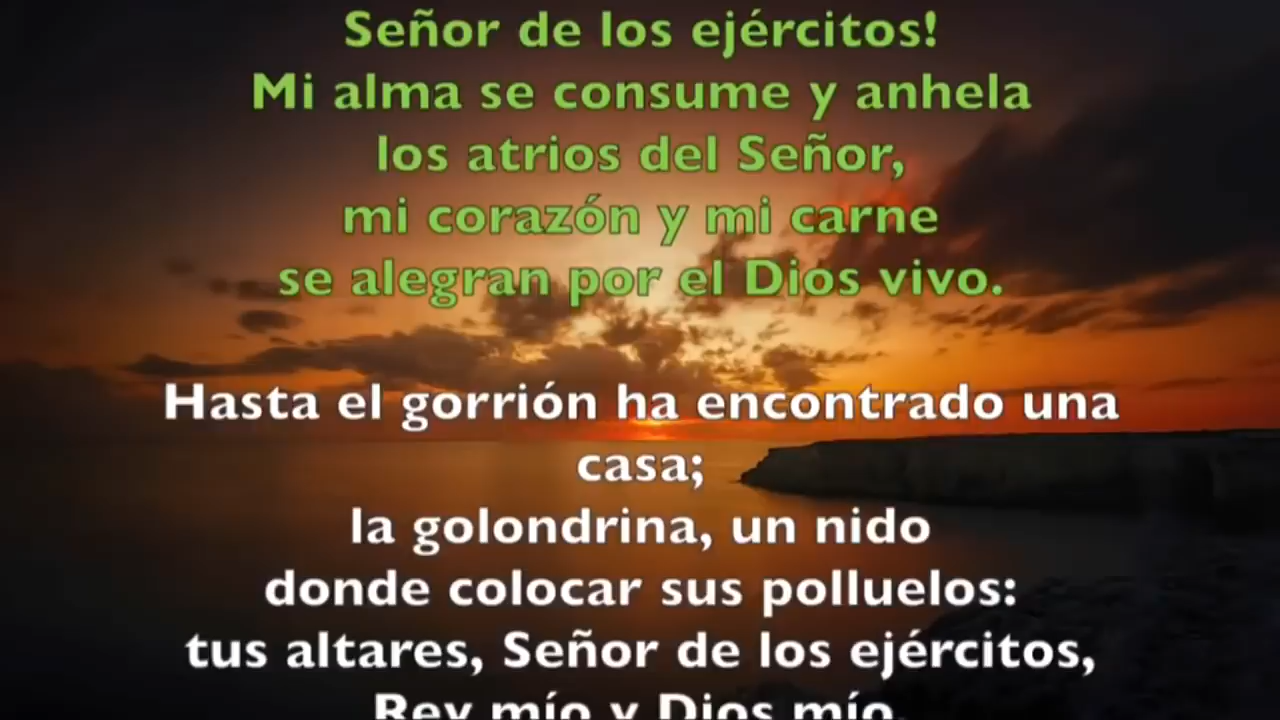 Señor de los ejércitos!
Mi alma se consume y anhela
los atrios del Señor,
mi corazón y mi carne
se alegran por el Dios vivo.
Hasta el gorrión ha encontrado una
casa;
la golondrina, un nido
donde colocar sus polluelos:
tus altares, Señor de los ejércitos,
Rey mío y Dios mío.